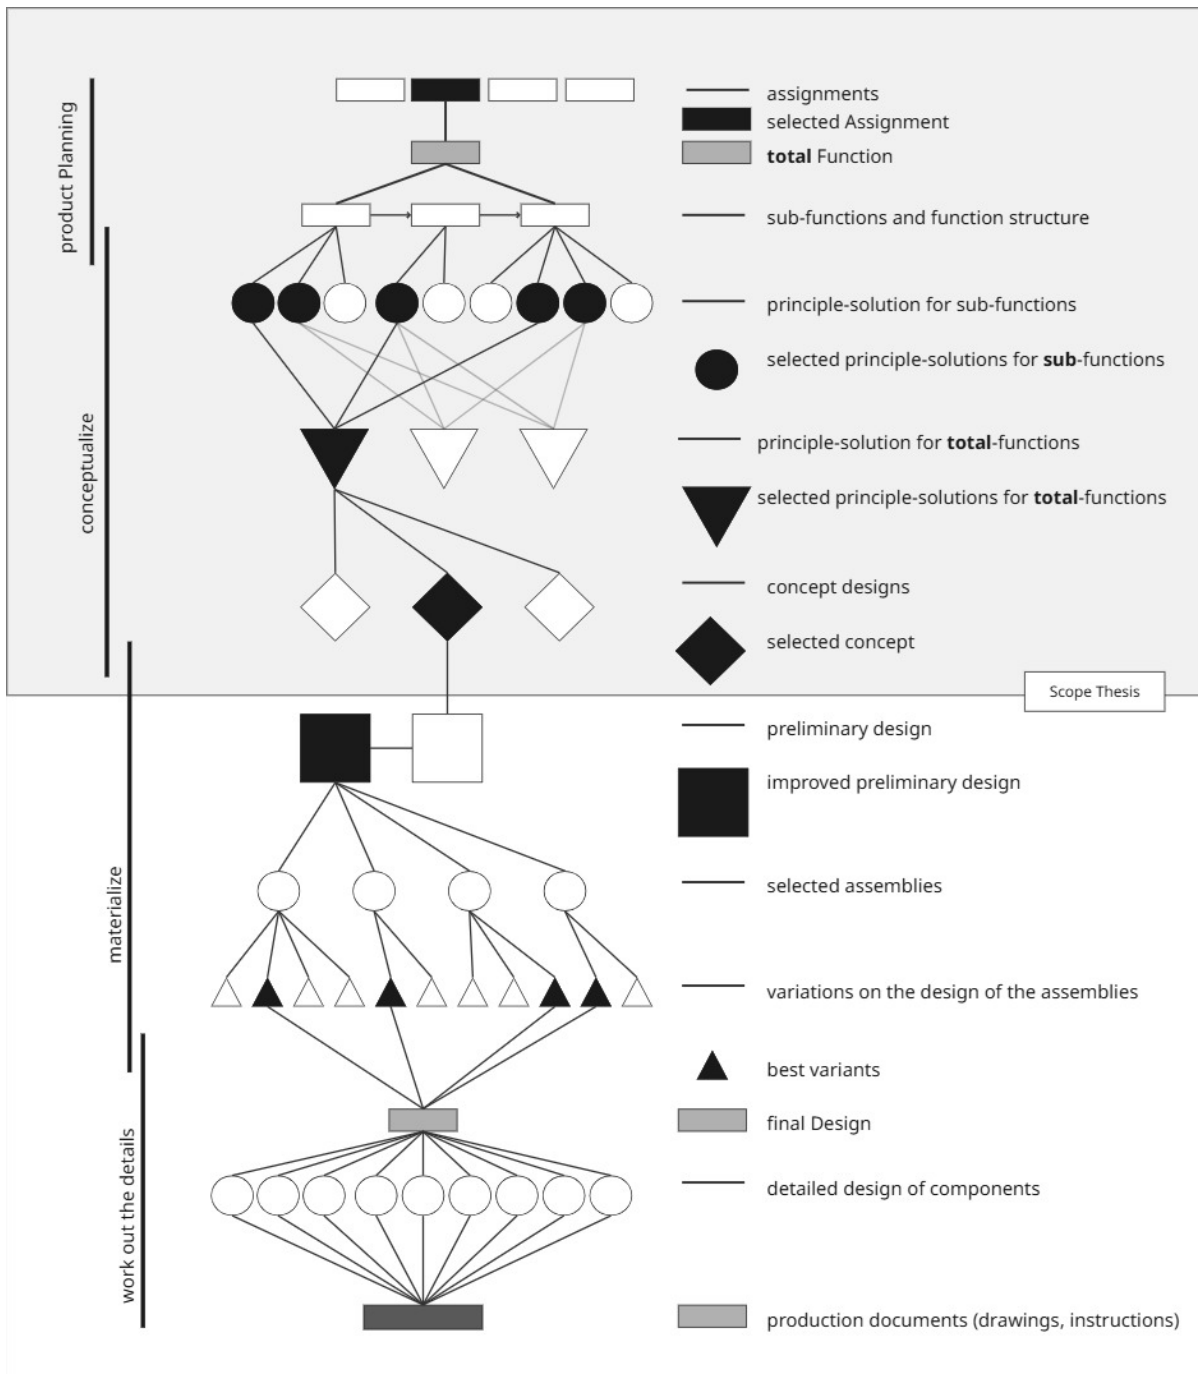 product Planning
conceptualize
materialize
work out the details
assignments
selected Assignment
total Function
sub-functions and function structure
principle-solution for sub-functions
selected principle-solutions for sub-functions
principle-solution for total-functions
selected principle-solutions for total-functions
concept designs
selected concept
Scope Thesis
preliminary design
improved preliminary design
selected assemblies
variations on the design of the assemblies
best variants
final Design
detailed design of components
production documents (drawings, instructions)